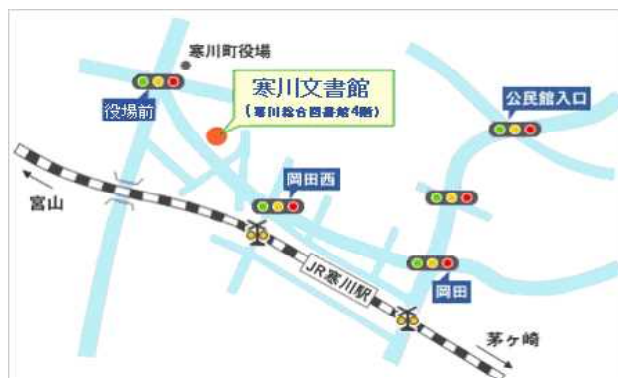 寒川町役場
役場前
寒川文書館
(寒川総合図書館4階)
公民館入口
岡田西
宮山
JR寒川駅
岡田
茅ヶ崎